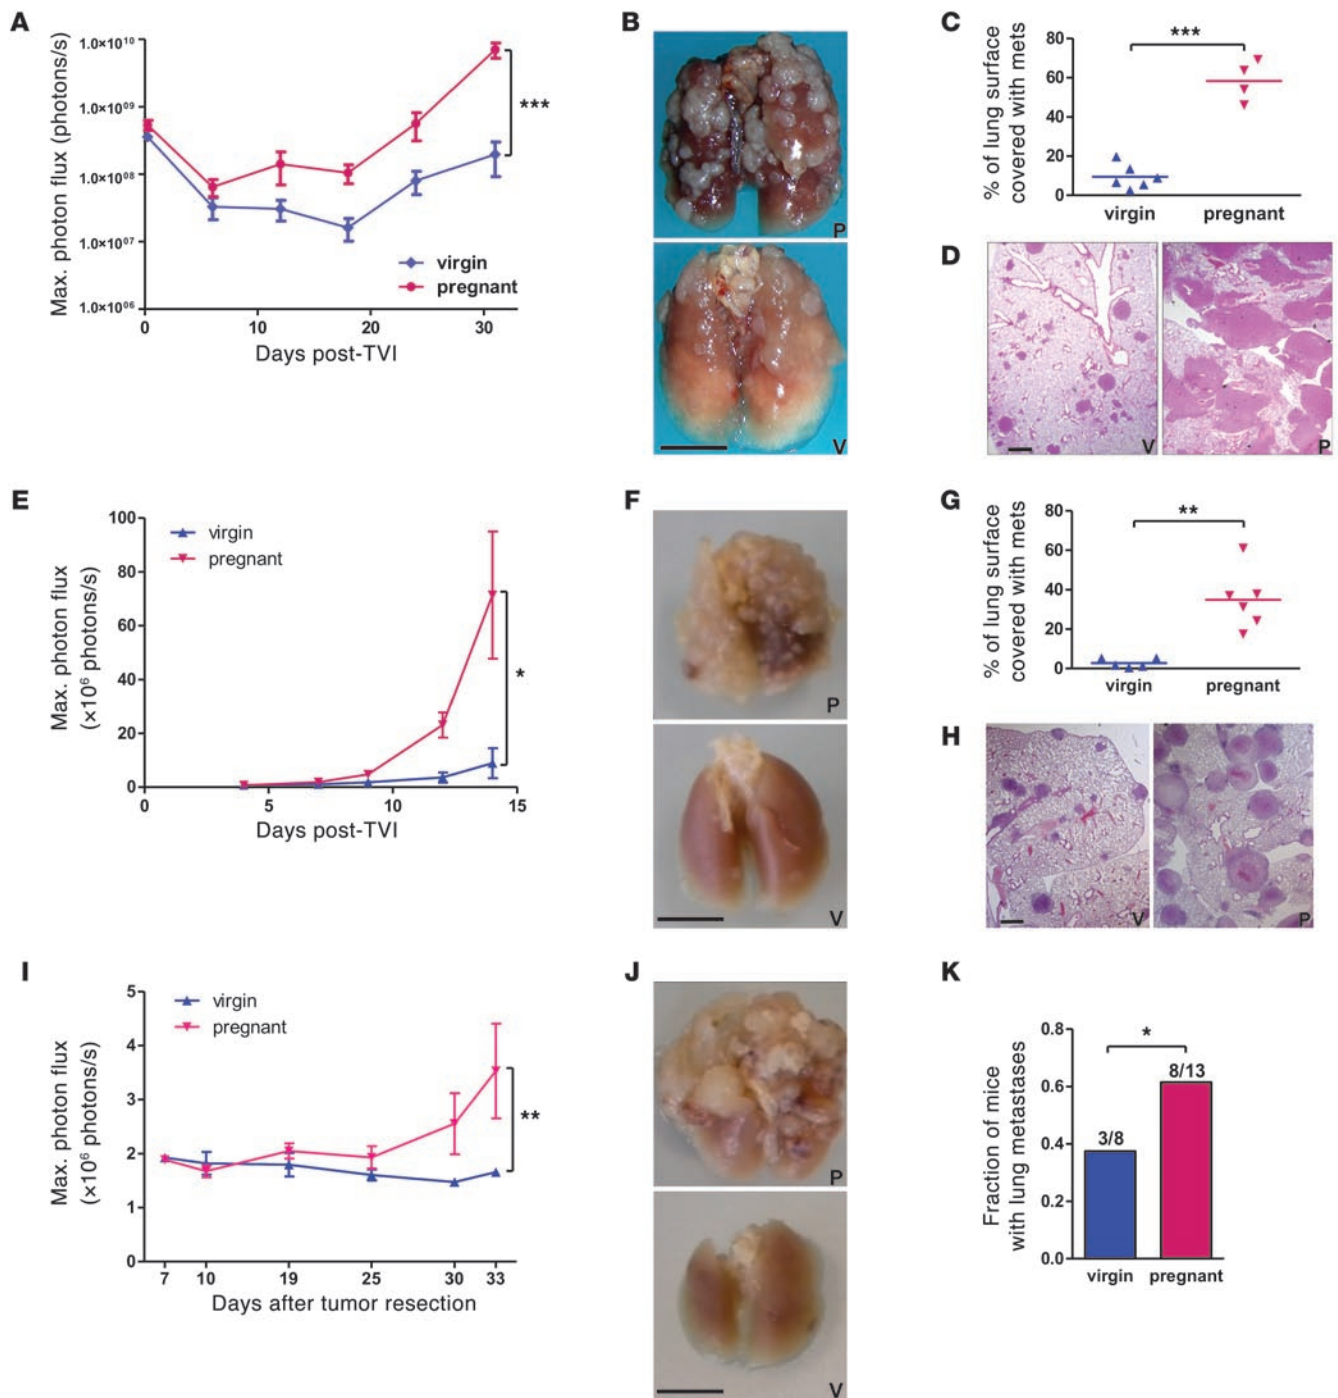 A
Max. photon flux (photons/s)
1.0×10¹⁰
1.0×10⁰⁹
1.0×10⁰⁸
1.0×10⁰⁷
1.0×10⁰⁶
***
virgin
pregnant
0 10 20 30
Days post-TVI
B
P
V
C
% of lung surface
covered with mets
80
60
40
20
0
***
virgin pregnant
D
V P
E
Max. photon flux
(×10⁶ photons/s)
100
80
60
40
20
0
virgin
pregnant
*
0 5 10 15
Days post-TVI
F
P
V
G
% of lung surface
covered with mets
80
60
40
20
0
**
virgin pregnant
H
V P
I
Max. photon flux
(×10⁶ photons/s)
5
4
3
2
1
0
virgin
pregnant
**
7 10 19 25 30 33
Days after tumor resection
J
P
V
K
Fraction of mice
with lung metastases
0.8
0.6
0.4
0.2
0.0
*
8/13
3/8
virgin pregnant